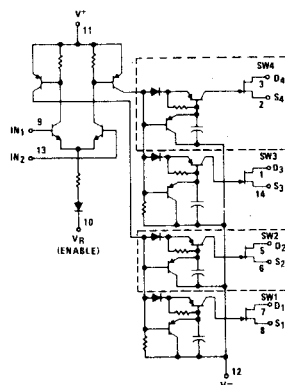 V⁺
11
SW4
D₄
3
S₄
2
IN₁
9
IN₂
13
SW3
D₃
1
14
S₃
10
V_R
(ENABLE)
SW2
D₂
5
S₂
6
SW1
D₁
7
S₁
8
12
V⁻